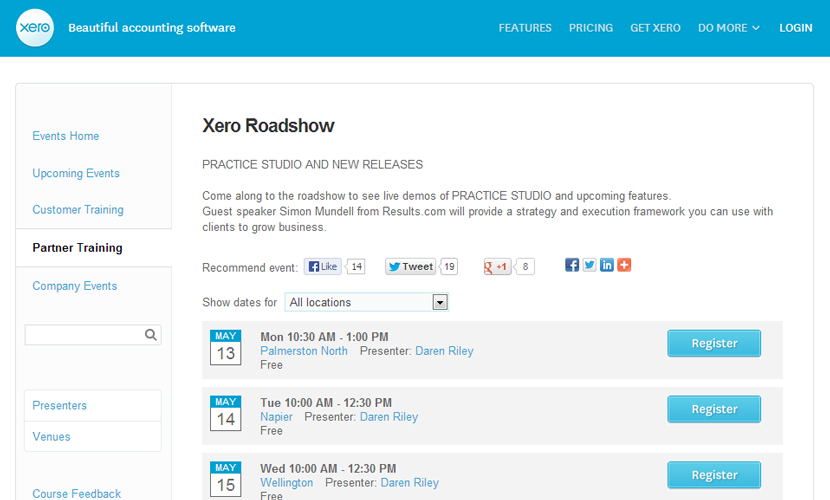 xero
Beautiful accounting software
FEATURES PRICING GET XERO DO MORE LOGIN
Events Home
Upcoming Events
Customer Training
Partner Training
Company Events
Presenters
Venues
Course Feedback
Xero Roadshow
PRACTICE STUDIO AND NEW RELEASES
Come along to the roadshow to see live demos of PRACTICE STUDIO and upcoming features.
Guest speaker Simon Mundell from Results.com will provide a strategy and execution framework you can use with
clients to grow business.
Recommend event: Like 14 Tweet 19 +1 8
Show dates for All locations
MAY
13
Mon 10:30 AM - 1:00 PM
Palmerston North Presenter: Daren Riley
Free
Register
MAY
14
Tue 10:00 AM - 12:30 PM
Napier Presenter: Daren Riley
Free
Register
MAY
15
Wed 10:00 AM - 12:30 PM
Wellington Presenter: Daren Riley
Free
Register